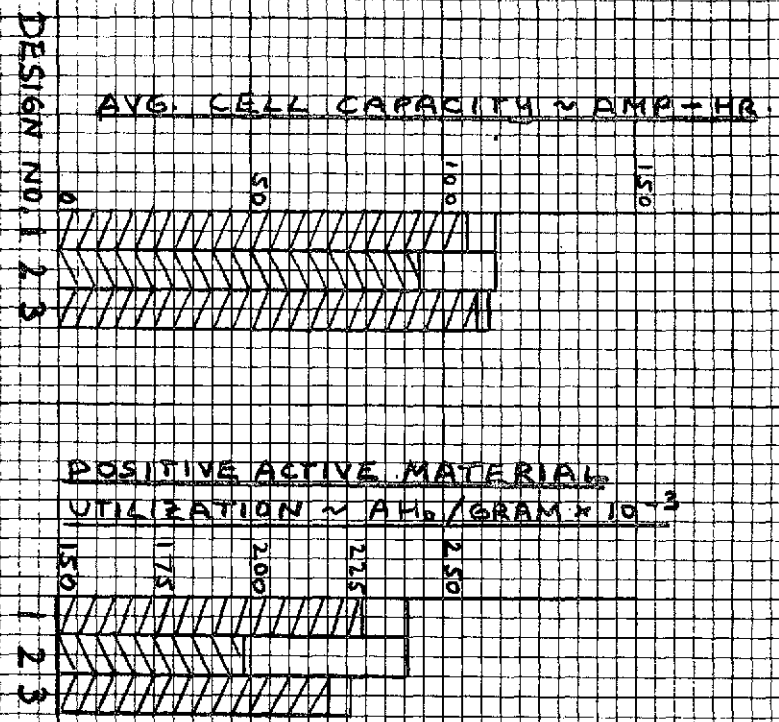 AVG. CELL CAPACITY ~ AMP-HR.
0 50 100 150
DESIGN NO. 1 2 3
POSITIVE ACTIVE MATERIAL
UTILIZATION ~ AHo/GRAM × 10⁻³
150 175 200 225 250
1 2 3